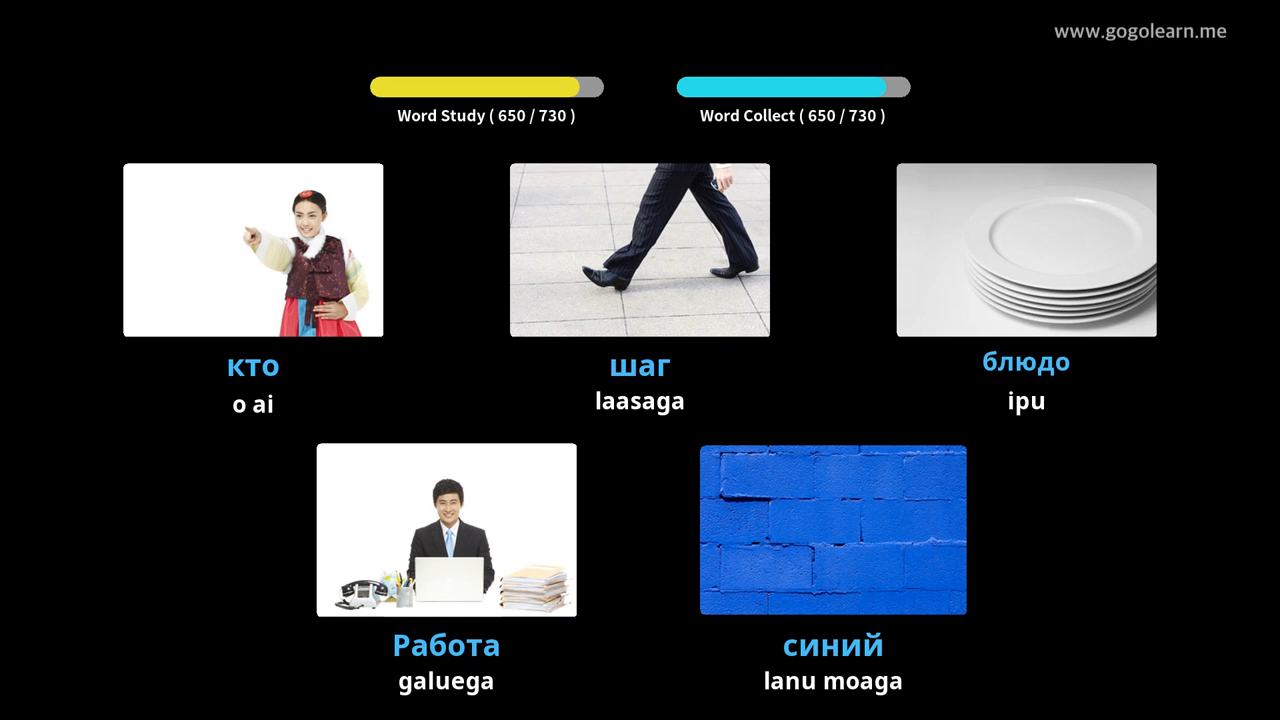 www.gogolearn.me
Word Study ( 650 / 730 )
Word Collect ( 650 / 730 )
кто
o ai
шаг
laasaga
блюдо
ipu
Работа
galuega
синий
lanu moaga